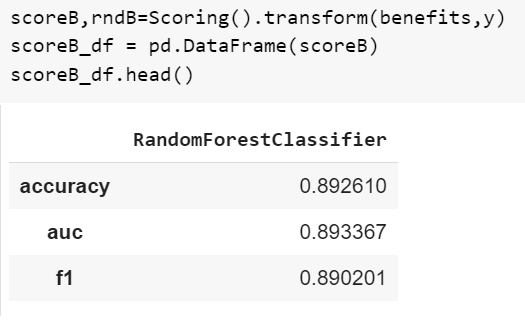 scoreB,rndB=Scoring().transform(benefits,y)
scoreB_df = pd.DataFrame(scoreB)
scoreB_df.head()
RandomForestClassifier
accuracy 0.892610
auc 0.893367
f1 0.890201